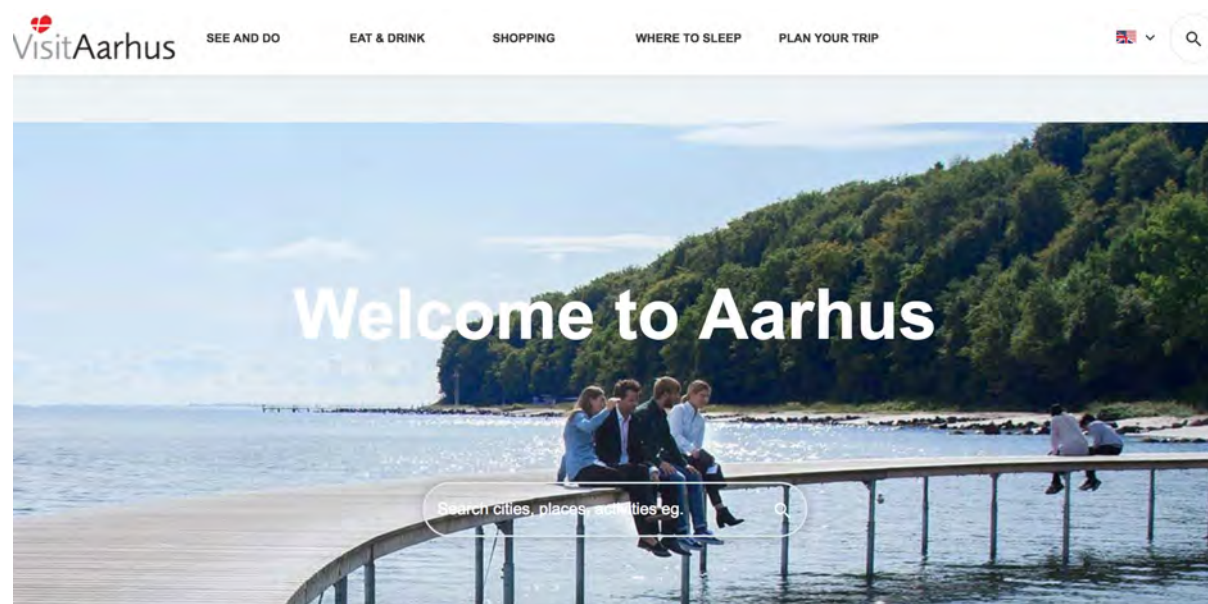 VisitAarhus
SEE AND DO
EAT & DRINK
SHOPPING
WHERE TO SLEEP
PLAN YOUR TRIP
Welcome to Aarhus
Search cities, places, activities eg.